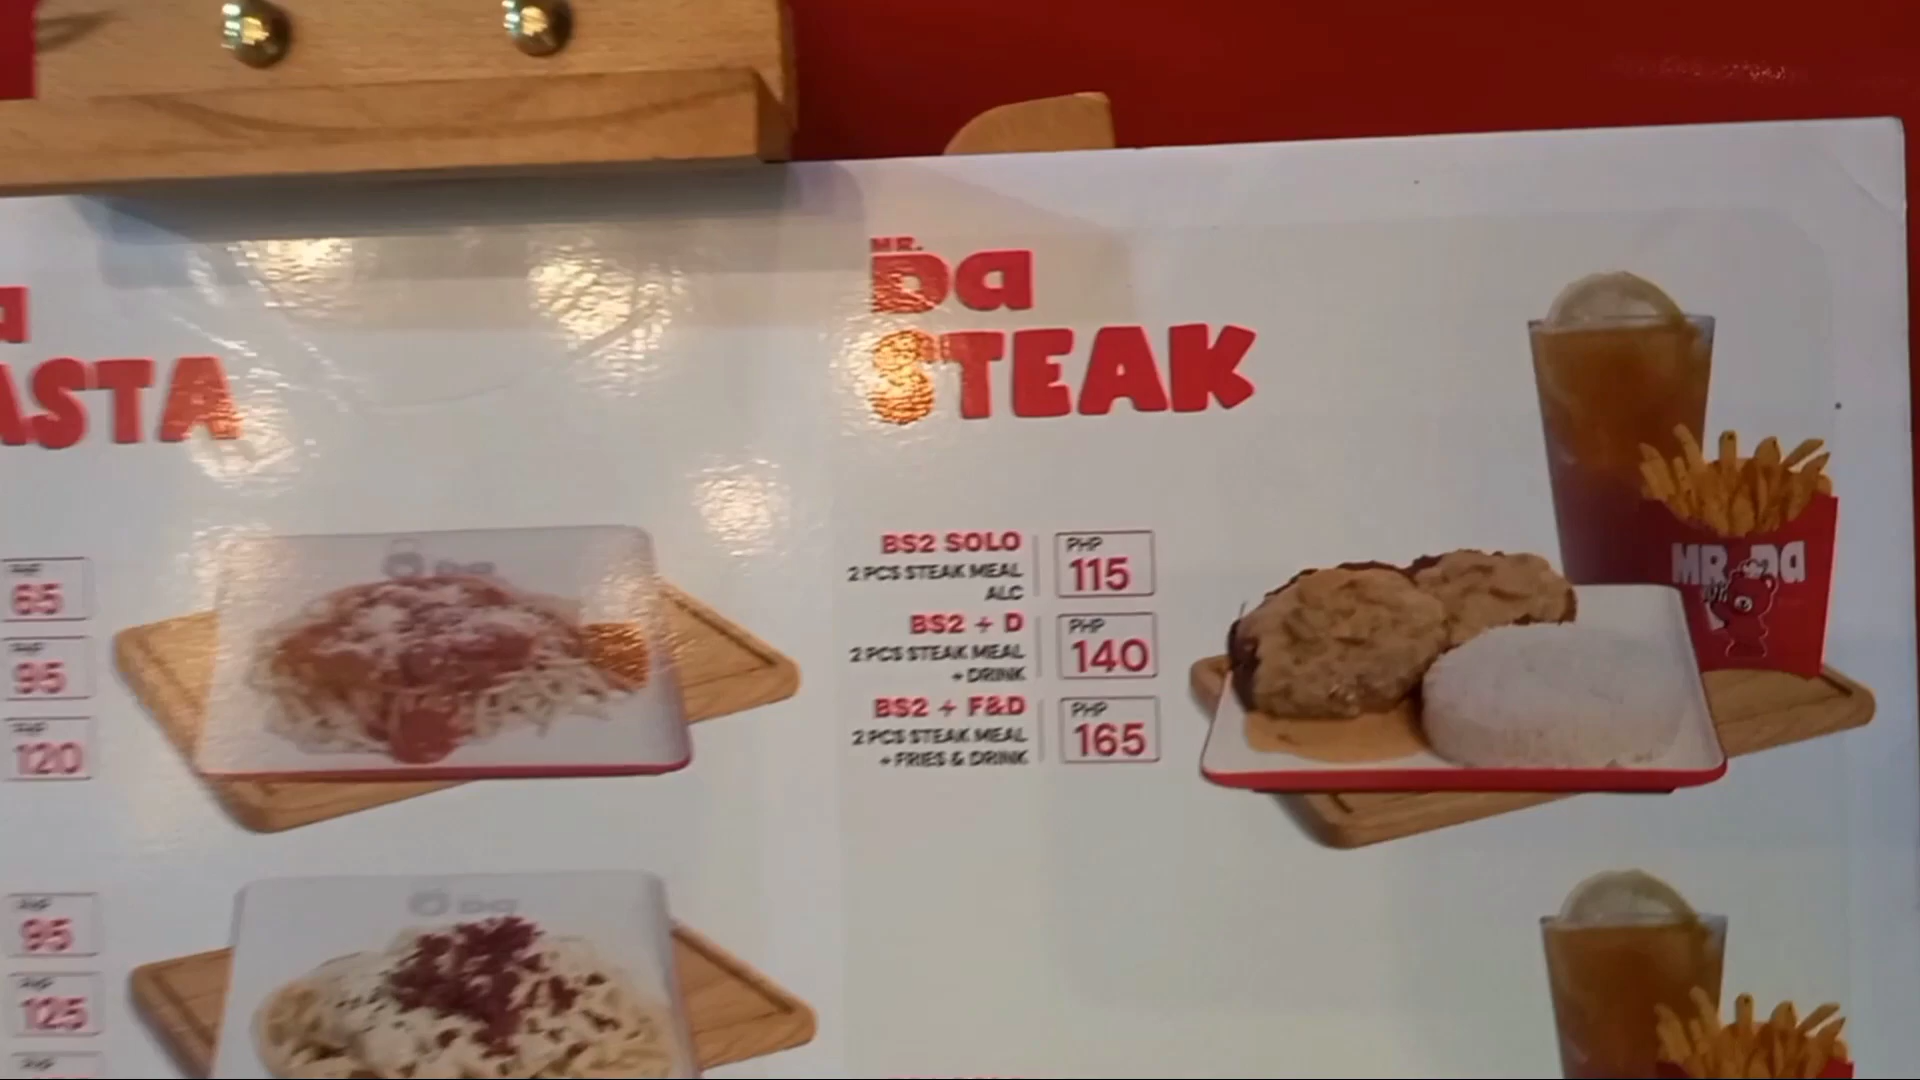 ASTA
65
95
120
95
125
MR.
Da
STEAK
BS2 SOLO
2 PCS STEAK MEAL
ALC
PHP
115
BS2 + D
2 PCS STEAK MEAL
+ DRINK
PHP
140
BS2 + F&D
2 PCS STEAK MEAL
+ FRIES & DRINK
PHP
165
MR. Da